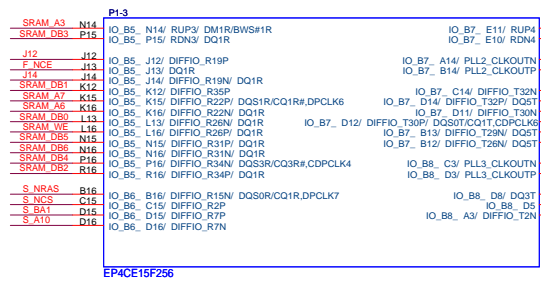 P1-3
SRAM_A3 N14 IO_B5_ N14/ RUP3/ DM1R/BWS#1R IO_B7_ E11/ RUP4
SRAM_DB3 P15 IO_B5_ P15/ RDN3/ DQ1R IO_B7_ E10/ RDN4
J12 J12 IO_B5_ J12/ DIFFIO_R19P IO_B7_ A14/ PLL2_CLKOUTN
F_NCE J13 IO_B5_ J13/ DQ1R IO_B7_ B14/ PLL2_CLKOUTP
J14 J14 IO_B5_ J14/ DIFFIO_R19N/ DQ1R
SRAM_DB1 K12 IO_B5_ K12/ DIFFIO_R35P IO_B7_ C14/ DIFFIO_T32N
SRAM_A7 K15 IO_B5_ K15/ DIFFIO_R22P/ DQS1R/CQ1R#,DPCLK6 IO_B7_ D14/ DIFFIO_T32P/ DQ5T
SRAM_A6 K16 IO_B5_ K16/ DIFFIO_R22N/ DQ1R IO_B7_ D11/ DIFFIO_T30N
SRAM_DB0 L13 IO_B5_ L13/ DIFFIO_R26N/ DQ1R IO_B7_ D12/ DIFFIO_T30P/ DQS0T/CQ1T,CDPCLK6
SRAM_WE L16 IO_B5_ L16/ DIFFIO_R26P/ DQ1R IO_B7_ B13/ DIFFIO_T29N/ DQ5T
SRAM_DB5 N15 IO_B5_ N15/ DIFFIO_R31P/ DQ1R IO_B7_ B12/ DIFFIO_T26N/ DQ5T
SRAM_DB6 N16 IO_B5_ N16/ DIFFIO_R31N/ DQ1R
SRAM_DB4 P16 IO_B5_ P16/ DIFFIO_R34N/ DQS3R/CQ3R#,CDPCLK4 IO_B8_ C3/ PLL3_CLKOUTN
SRAM_DB2 R16 IO_B5_ R16/ DIFFIO_R34P/ DQ1R IO_B8_ D3/ PLL3_CLKOUTP
S_NRAS B16 IO_B6_ B16/ DIFFIO_R15N/ DQS0R/CQ1R,DPCLK7 IO_B8_ D8/ DQ3T
S_NCS C15 IO_B6_ C15/ DIFFIO_R2P IO_B8_ D5
S_BA1 D15 IO_B6_ D15/ DIFFIO_R7P IO_B8_ A3/ DIFFIO_T2N
S_A10 D16 IO_B6_ D16/ DIFFIO_R7N
EP4CE15F256